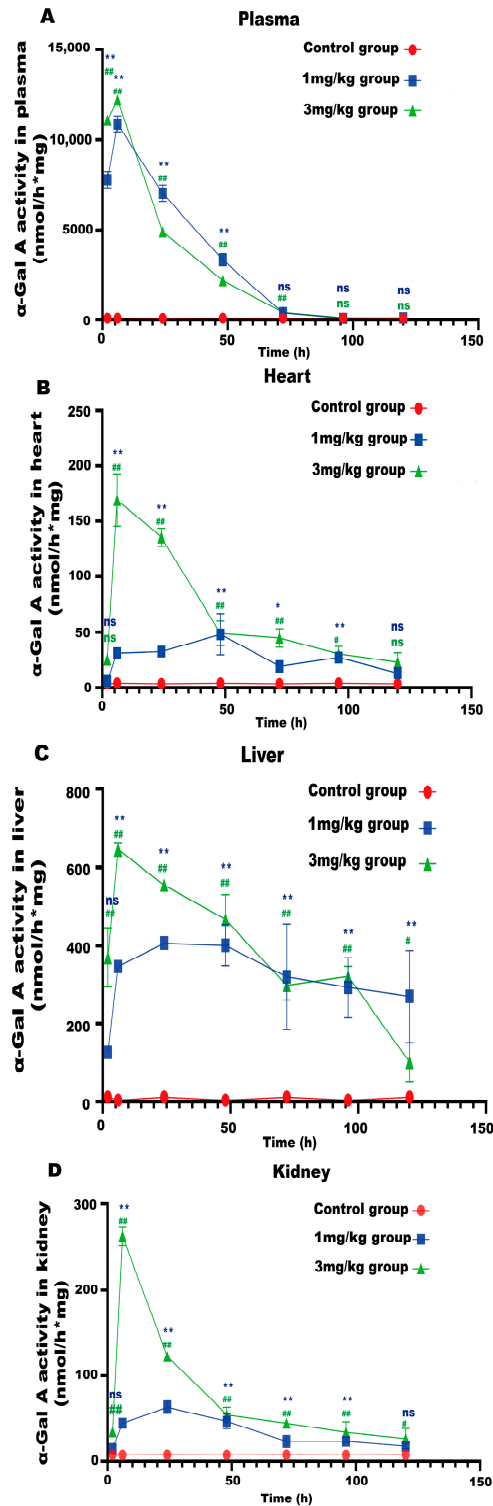 A
Plasma
Control group
1mg/kg group
3mg/kg group
α-Gal A activity in plasma
(nmol/h*mg)
15,000
10,000
5000
0
** ** ** ** ns ns ns
## ## ## ## ## ns ns
0 50 100 150
Time (h)
B
Heart
Control group
1mg/kg group
3mg/kg group
α-Gal A activity in heart
(nmol/h*mg)
250
200
150
100
50
0
ns ** ** ** * ** ns
ns ## ## ## ## # ns
0 50 100 150
Time (h)
C
Liver
Control group
1mg/kg group
3mg/kg group
α-Gal A activity in liver
(nmol/h*mg)
800
600
400
200
0
ns ** ** ** ** ** **
## ## ## ## ## ## #
0 50 100 150
Time (h)
D
Kidney
Control group
1mg/kg group
3mg/kg group
α-Gal A activity in kidney
(nmol/h*mg)
300
200
100
0
ns ** ** ** ** ** ns
## ## ## ## ## ## #
0 50 100 150
Time (h)